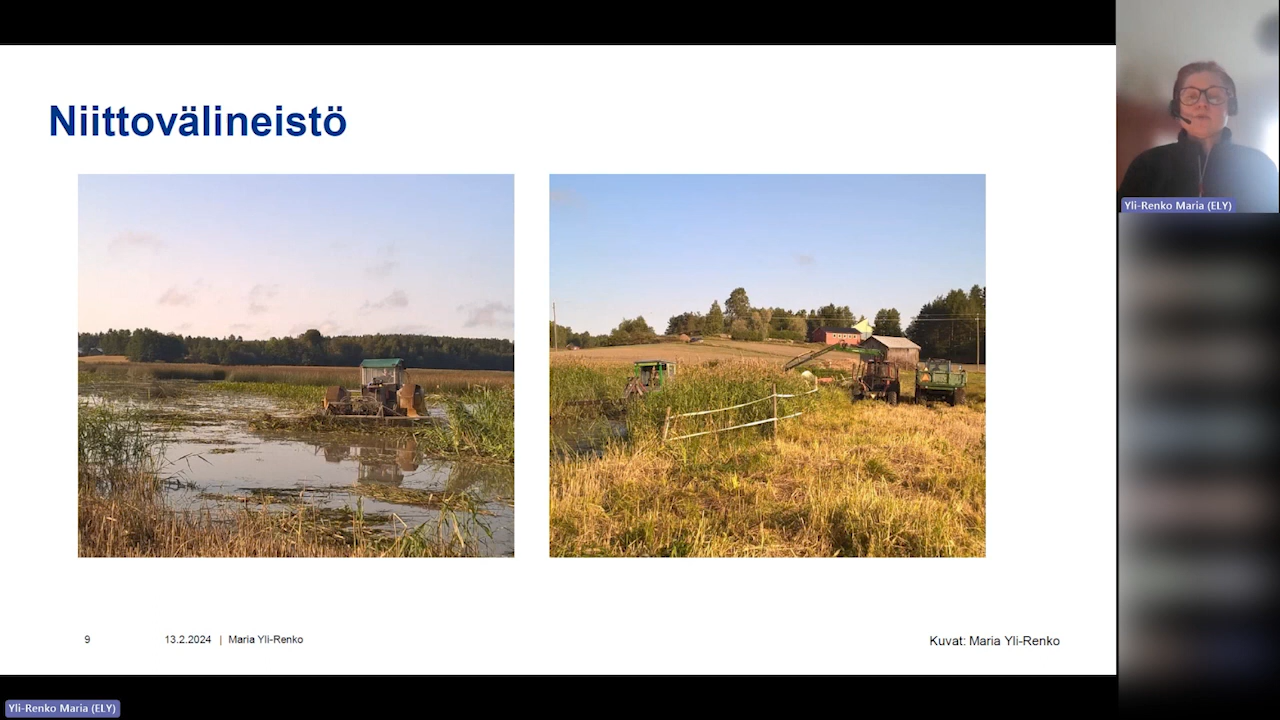 Niittovälineistö
Yli-Renko Maria (ELY)
9 13.2.2024 | Maria Yli-Renko
Kuvat: Maria Yli-Renko
Yli-Renko Maria (ELY)